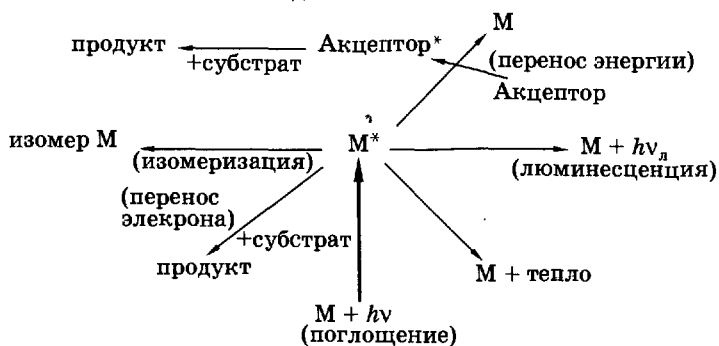 M
продукт +субстрат Акцептор*
(перенос энергии)
Акцептор
изомер М (изомеризация) М* М + hνл
(люминесценция)
(перенос
элекрона)
+субстрат
продукт
М + тепло
М + hν
(поглощение)